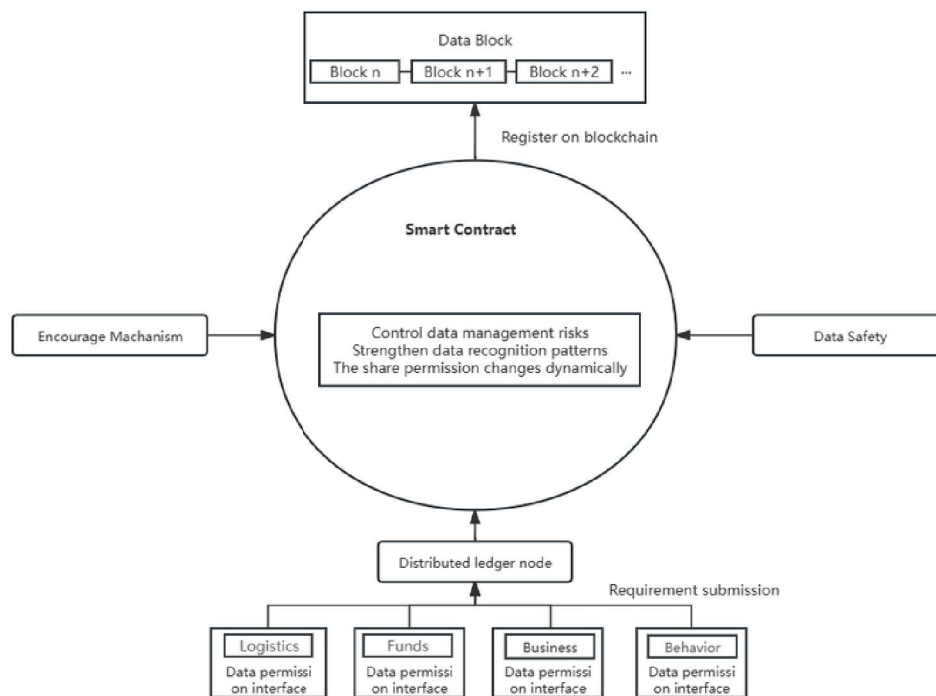 Data Block
Block n Block n+1 Block n+2 ...
Register on blockchain
Smart Contract
Encourage Machanism
Control data management risks
Strengthen data recognition patterns
The share permission changes dynamically
Data Safety
Distributed ledger node
Requirement submission
Logistics Funds Business Behavior
Data permissi Data permissi Data permissi Data permissi
on interface on interface on interface on interface